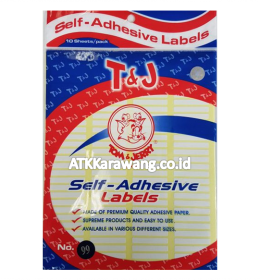 Self-Adhesive Labels
10 Sheets/pack
T&J
TOM & JERRY
ATKKarawang.co.id
Self-Adhesive
Labels
MADE OF PREMIUM QUALITY ADHESIVE PAPER.
SUPREME PRODUCTS AND EASY TO USE.
AVAILABLE IN VARIOUS DIFFERENT SIZES.
No. 99